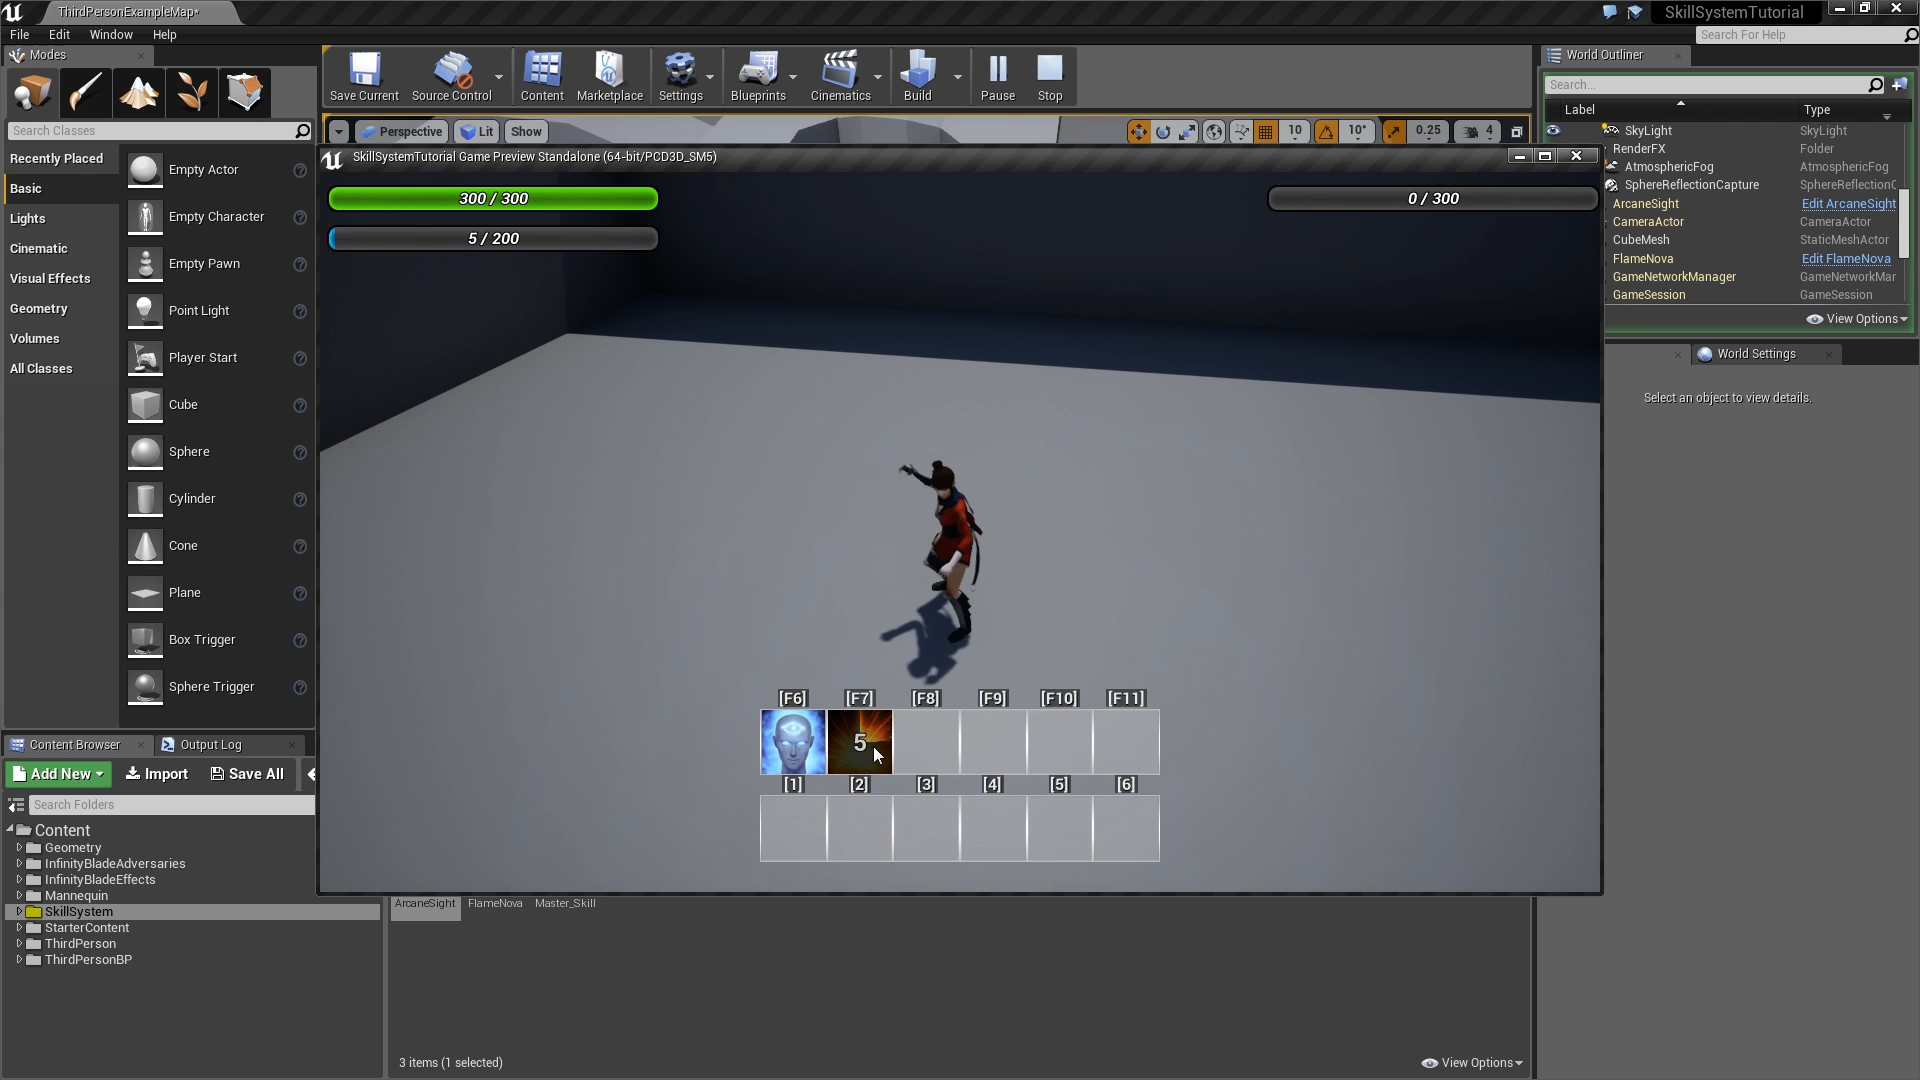 ThirdPersonExampleMap*
SkillSystemTutorial
File Edit Window Help
Search For Help
Modes
Save Current
Source Control
Content
Marketplace
Settings
Blueprints
Cinematics
Build
Pause
Stop
World Outliner
Search...
Label Type
SkyLight SkyLight
RenderFX Folder
AtmosphericFog AtmosphericFog
SphereReflectionCapture SphereReflectionC
ArcaneSight Edit ArcaneSight
CameraActor CameraActor
CubeMesh StaticMeshActor
FlameNova Edit FlameNova
GameNetworkManager GameNetworkMar
GameSession GameSession
View Options
World Settings
Select an object to view details.
Search Classes
Recently Placed
Basic
Lights
Cinematic
Visual Effects
Geometry
Volumes
All Classes
Empty Actor
Empty Character
Empty Pawn
Point Light
Player Start
Cube
Sphere
Cylinder
Cone
Plane
Box Trigger
Sphere Trigger
Perspective Lit Show
10 10° 0.25 4
SkillSystemTutorial Game Preview Standalone (64-bit/PCD3D_SM5)
300 / 300
0 / 300
5 / 200
[F6] [F7] [F8] [F9] [F10] [F11]
5
[1] [2] [3] [4] [5] [6]
Content Browser
Output Log
Add New Import Save All
Search Folders
Content
Geometry
InfinityBladeAdversaries
InfinityBladeEffects
Mannequin
SkillSystem
StarterContent
ThirdPerson
ThirdPersonBP
ArcaneSight FlameNova Master_Skill
3 items (1 selected)
View Options